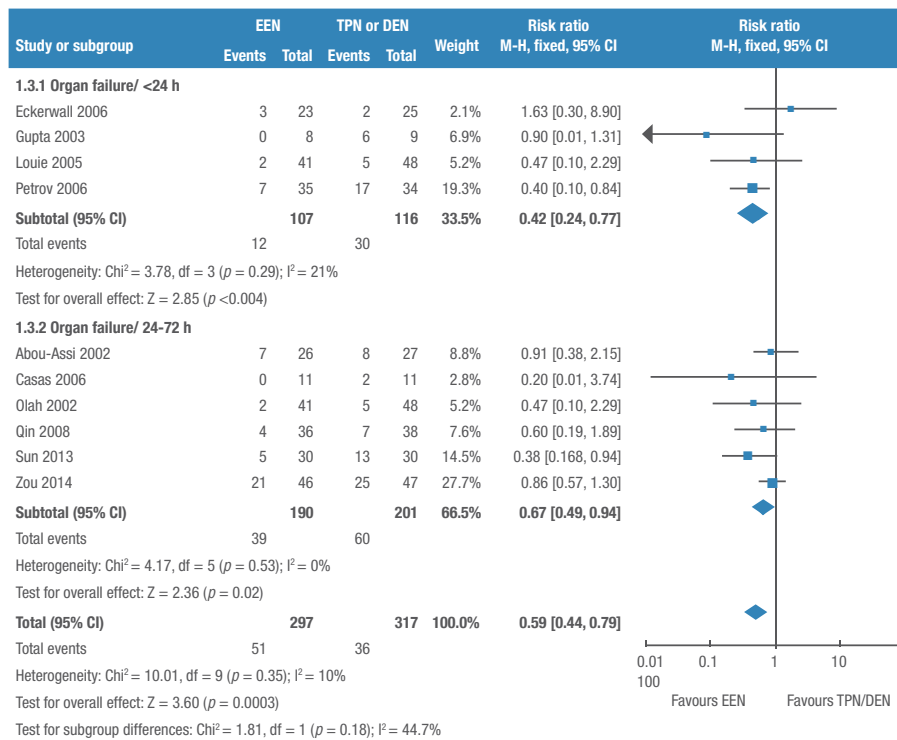 EEN TPN or DEN Risk ratio Risk ratio
Study or subgroup Weight M-H, fixed, 95% CI M-H, fixed, 95% CI
Events Total Events Total
1.3.1 Organ failure/ <24 h
Eckerwall 2006 3 23 2 25 2.1% 1.63 [0.30, 8.90]
Gupta 2003 0 8 6 9 6.9% 0.90 [0.01, 1.31]
Louie 2005 2 41 5 48 5.2% 0.47 [0.10, 2.29]
Petrov 2006 7 35 17 34 19.3% 0.40 [0.10, 0.84]
Subtotal (95% CI) 107 116 33.5% 0.42 [0.24, 0.77]
Total events 12 30
Heterogeneity: Chi² = 3.78, df = 3 (p = 0.29); I² = 21%
Test for overall effect: Z = 2.85 (p <0.004)
1.3.2 Organ failure/ 24-72 h
Abou-Assi 2002 7 26 8 27 8.8% 0.91 [0.38, 2.15]
Casas 2006 0 11 2 11 2.8% 0.20 [0.01, 3.74]
Olah 2002 2 41 5 48 5.2% 0.47 [0.10, 2.29]
Qin 2008 4 36 7 38 7.6% 0.60 [0.19, 1.89]
Sun 2013 5 30 13 30 14.5% 0.38 [0.168, 0.94]
Zou 2014 21 46 25 47 27.7% 0.86 [0.57, 1.30]
Subtotal (95% CI) 190 201 66.5% 0.67 [0.49, 0.94]
Total events 39 60
Heterogeneity: Chi² = 4.17, df = 5 (p = 0.53); I² = 0%
Test for overall effect: Z = 2.36 (p = 0.02)
Total (95% CI) 297 317 100.0% 0.59 [0.44, 0.79]
Total events 51 36
Heterogeneity: Chi² = 10.01, df = 9 (p = 0.35); I² = 10%
Test for overall effect: Z = 3.60 (p = 0.0003)
Test for subgroup differences: Chi² = 1.81, df = 1 (p = 0.18); I² = 44.7%
0.01 0.1 1 10
100
Favours EEN Favours TPN/DEN